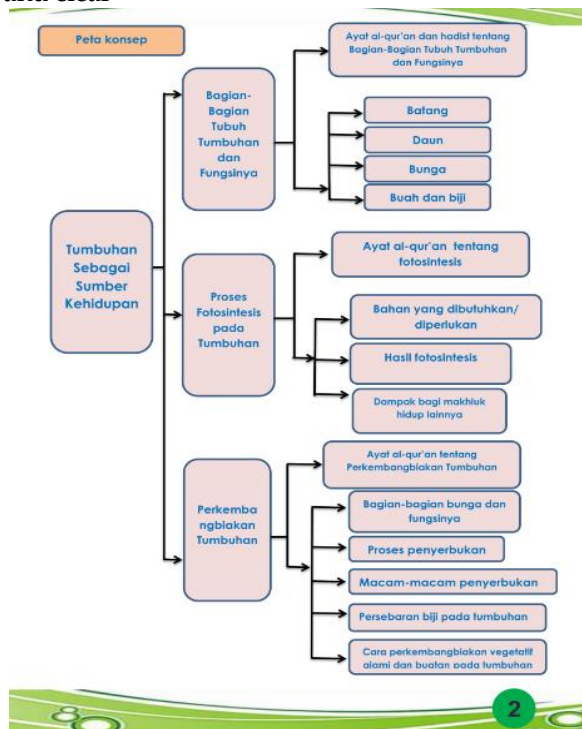 Peta konsep
Ayat al-qur'an dan hadist tentang
Bagian-Bagian Tubuh Tumbuhan
dan Fungsinya
Bagian-
Bagian
Tubuh
Tumbuhan
dan
Fungsinya
Batang
Daun
Bunga
Buah dan biji
Tumbuhan
Sebagai
Sumber
Kehidupan
Ayat al-qur'an tentang
fotosintesis
Proses
Fotosintesis
pada
Tumbuhan
Bahan yang dibutuhkan/
diperlukan
Hasil fotosintesis
Dampak bagi makhluk
hidup lainnya
Ayat al-qur'an tentang
Perkembangbiakan Tumbuhan
Perkemba
ngbiakan
Tumbuhan
Bagian-bagian bunga dan
fungsinya
Proses penyerbukan
Macam-macam penyerbukan
Persebaran biji pada tumbuhan
Cara perkembangbiakan vegetatif
alami dan buatan pada tumbuhan
2